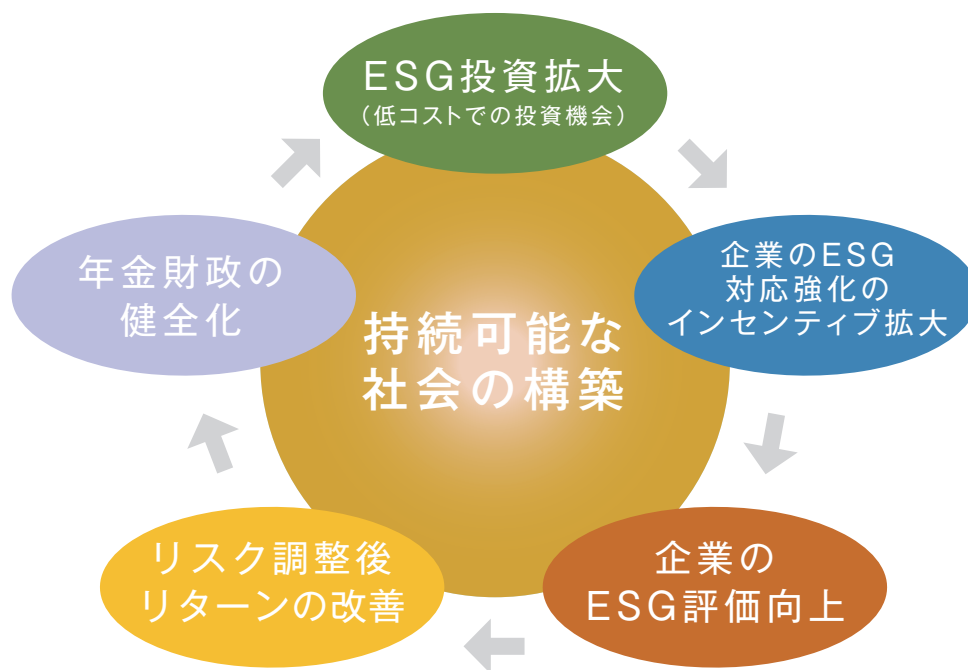 ESG投資拡大
(低コストでの投資機会)
企業のESG
対応強化の
インセンティブ拡大
企業の
ESG評価向上
リスク調整後
リターンの改善
年金財政の
健全化
持続可能な
社会の構築